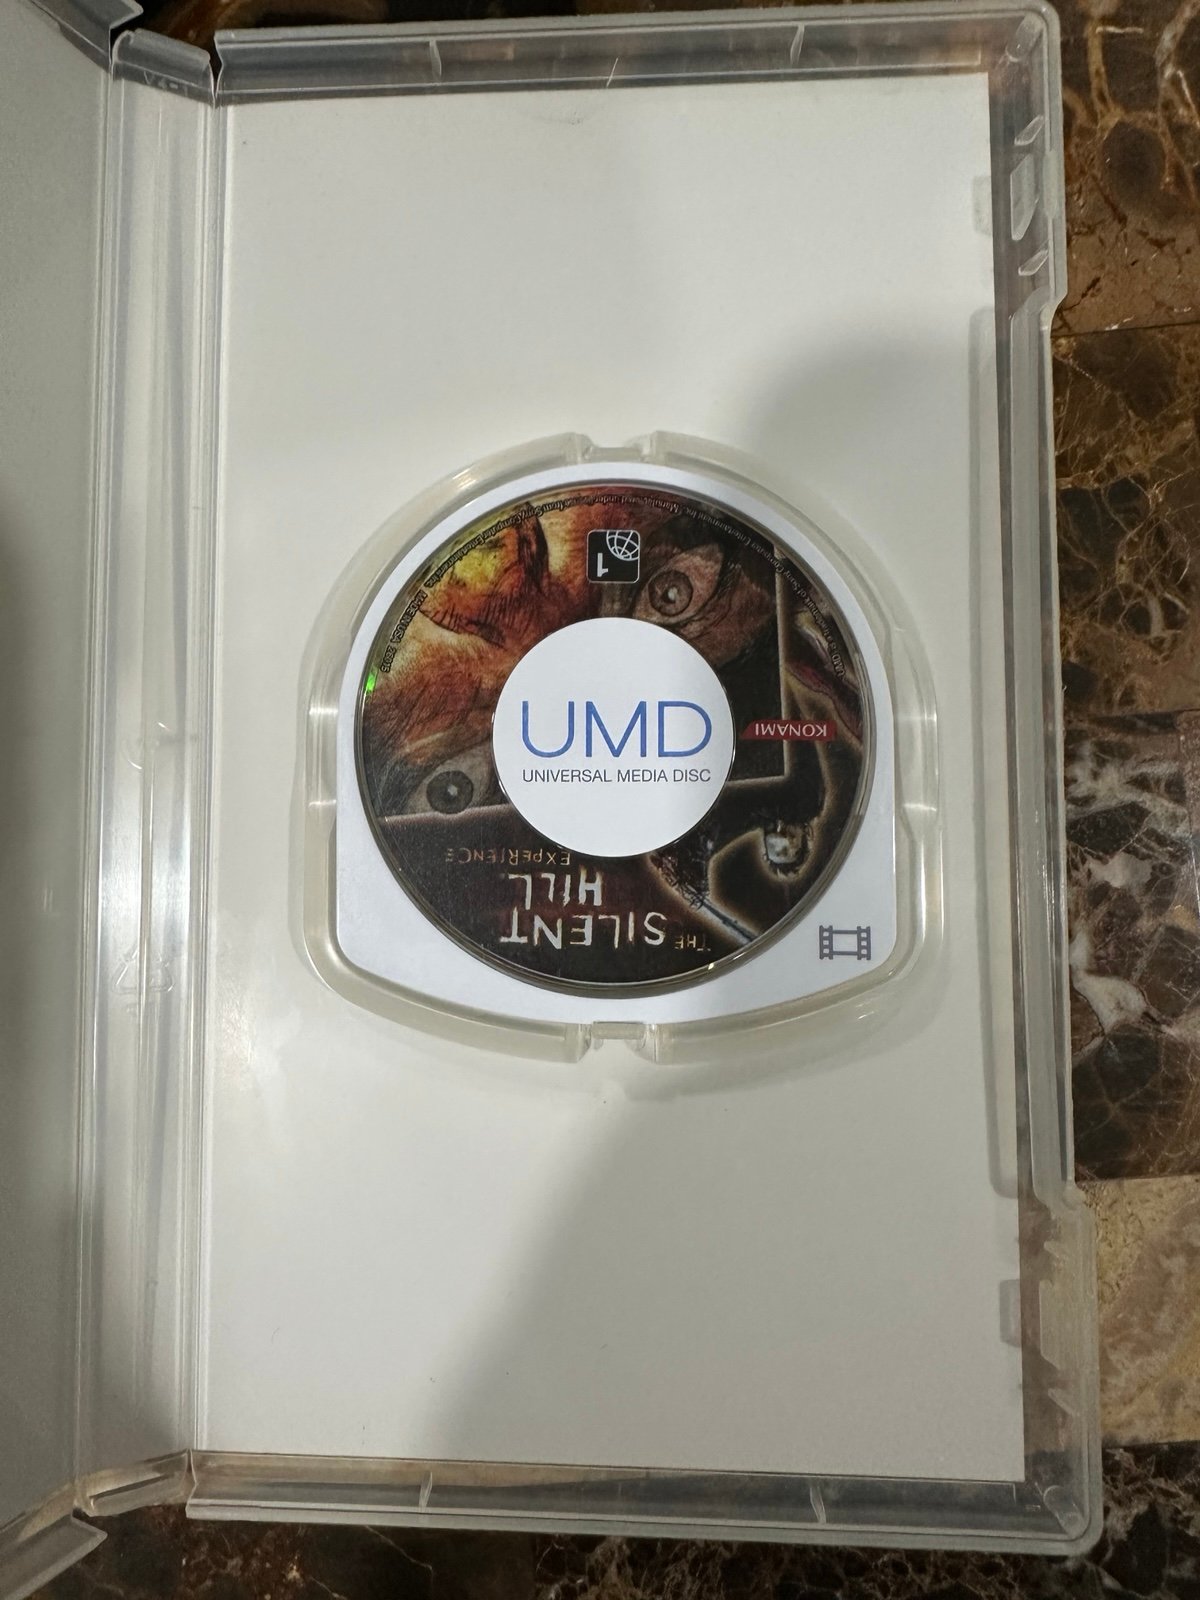 UMD
UNIVERSAL MEDIA DISC
KONAMI
1
THE SILENT
HILL
EXPERIENCE